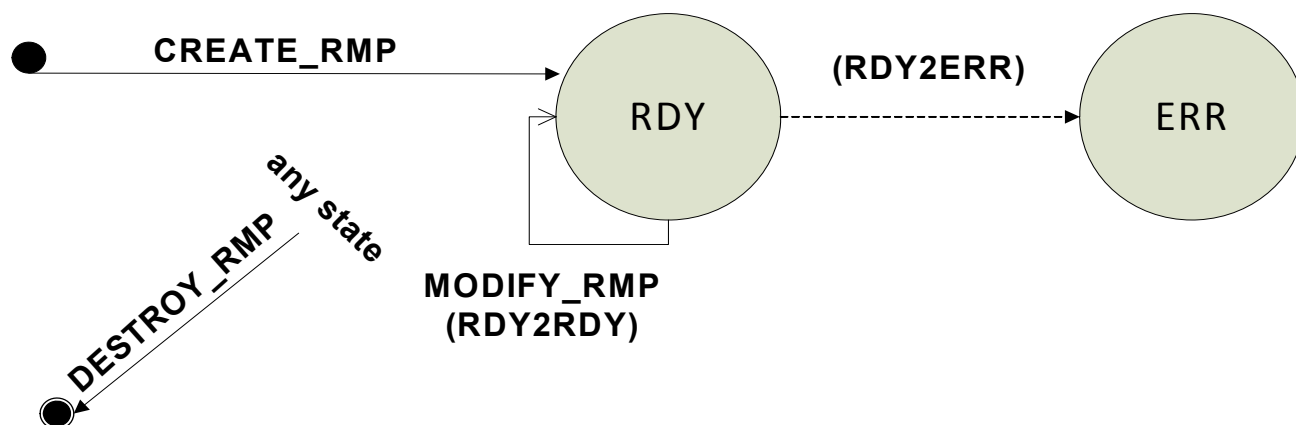 CREATE_RMP
(RDY2ERR)
RDY
ERR
any state
DESTROY_RMP
MODIFY_RMP
(RDY2RDY)